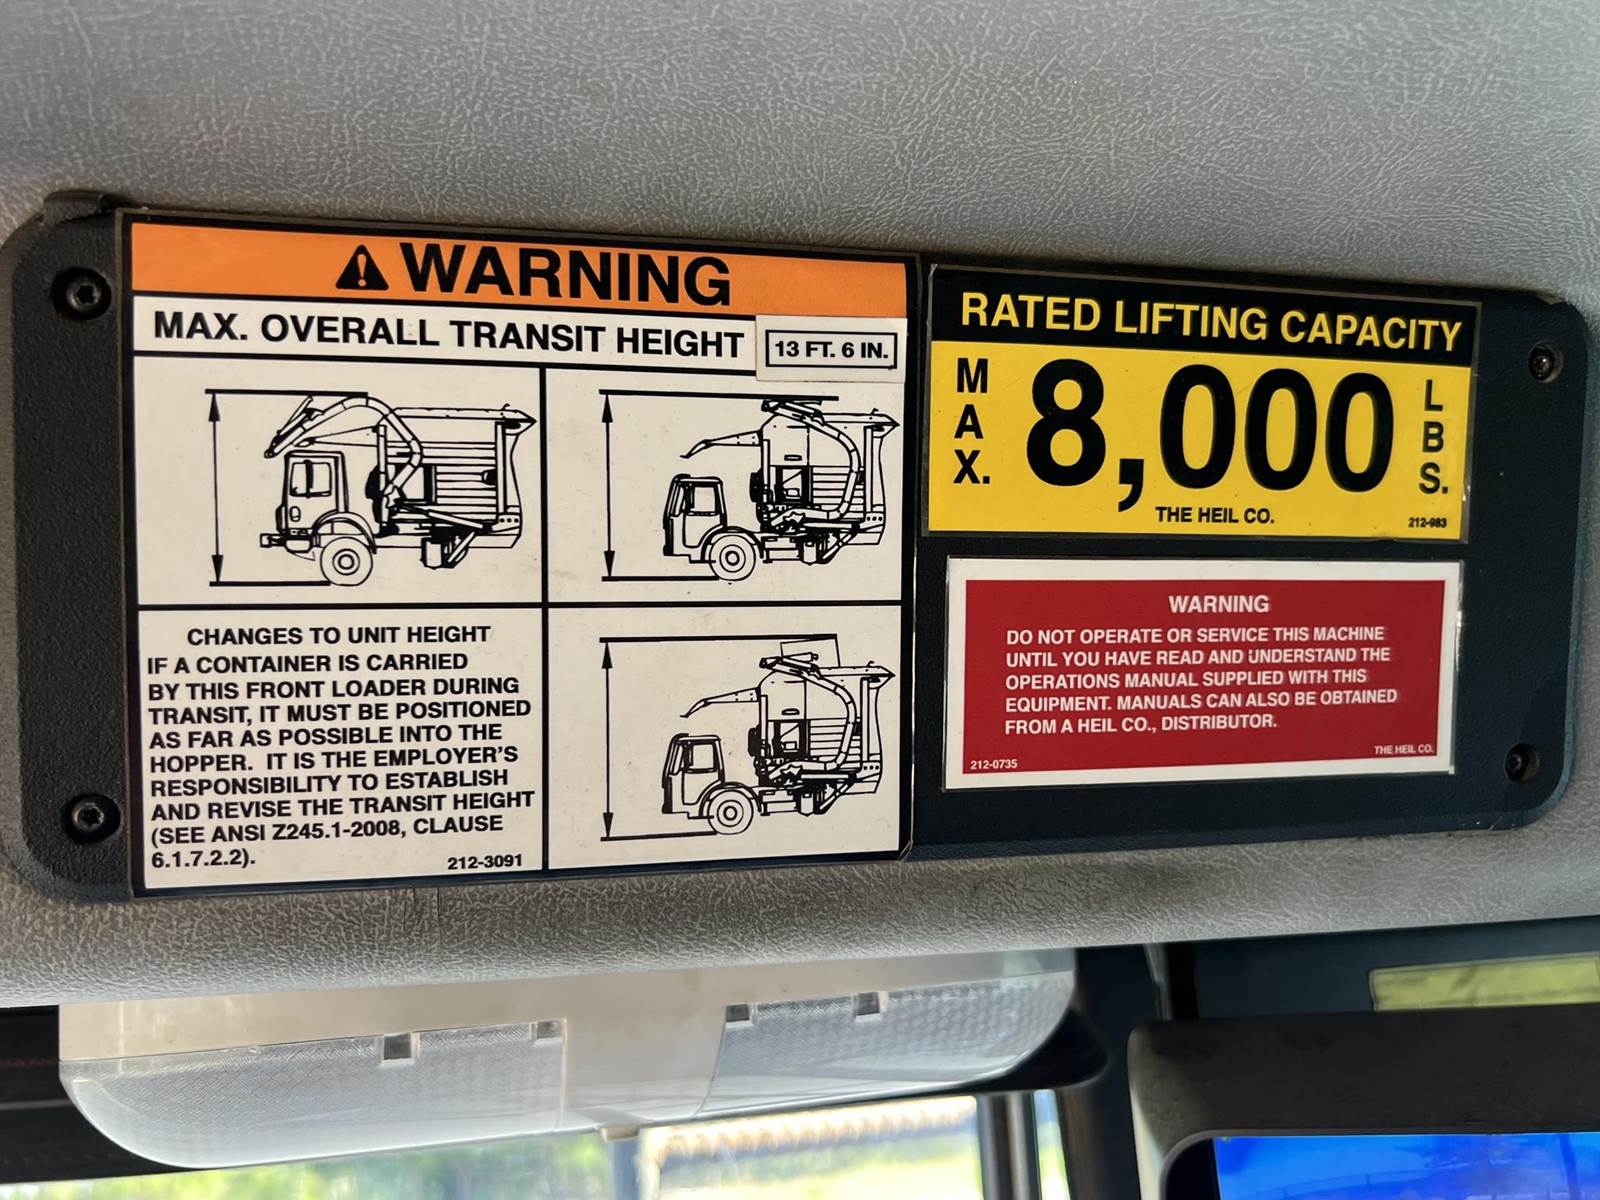 WARNING
MAX. OVERALL TRANSIT HEIGHT 13 FT. 6 IN.
CHANGES TO UNIT HEIGHT
IF A CONTAINER IS CARRIED
BY THIS FRONT LOADER DURING
TRANSIT, IT MUST BE POSITIONED
AS FAR AS POSSIBLE INTO THE
HOPPER. IT IS THE EMPLOYER'S
RESPONSIBILITY TO ESTABLISH
AND REVISE THE TRANSIT HEIGHT
(SEE ANSI Z245.1-2008, CLAUSE
6.1.7.2.2).
212-3091
RATED LIFTING CAPACITY
MAX. 8,000 LBS.
THE HEIL CO.
212-983
WARNING
DO NOT OPERATE OR SERVICE THIS MACHINE
UNTIL YOU HAVE READ AND UNDERSTAND THE
OPERATIONS MANUAL SUPPLIED WITH THIS
EQUIPMENT. MANUALS CAN ALSO BE OBTAINED
FROM A HEIL CO., DISTRIBUTOR.
THE HEIL CO.
212-0735